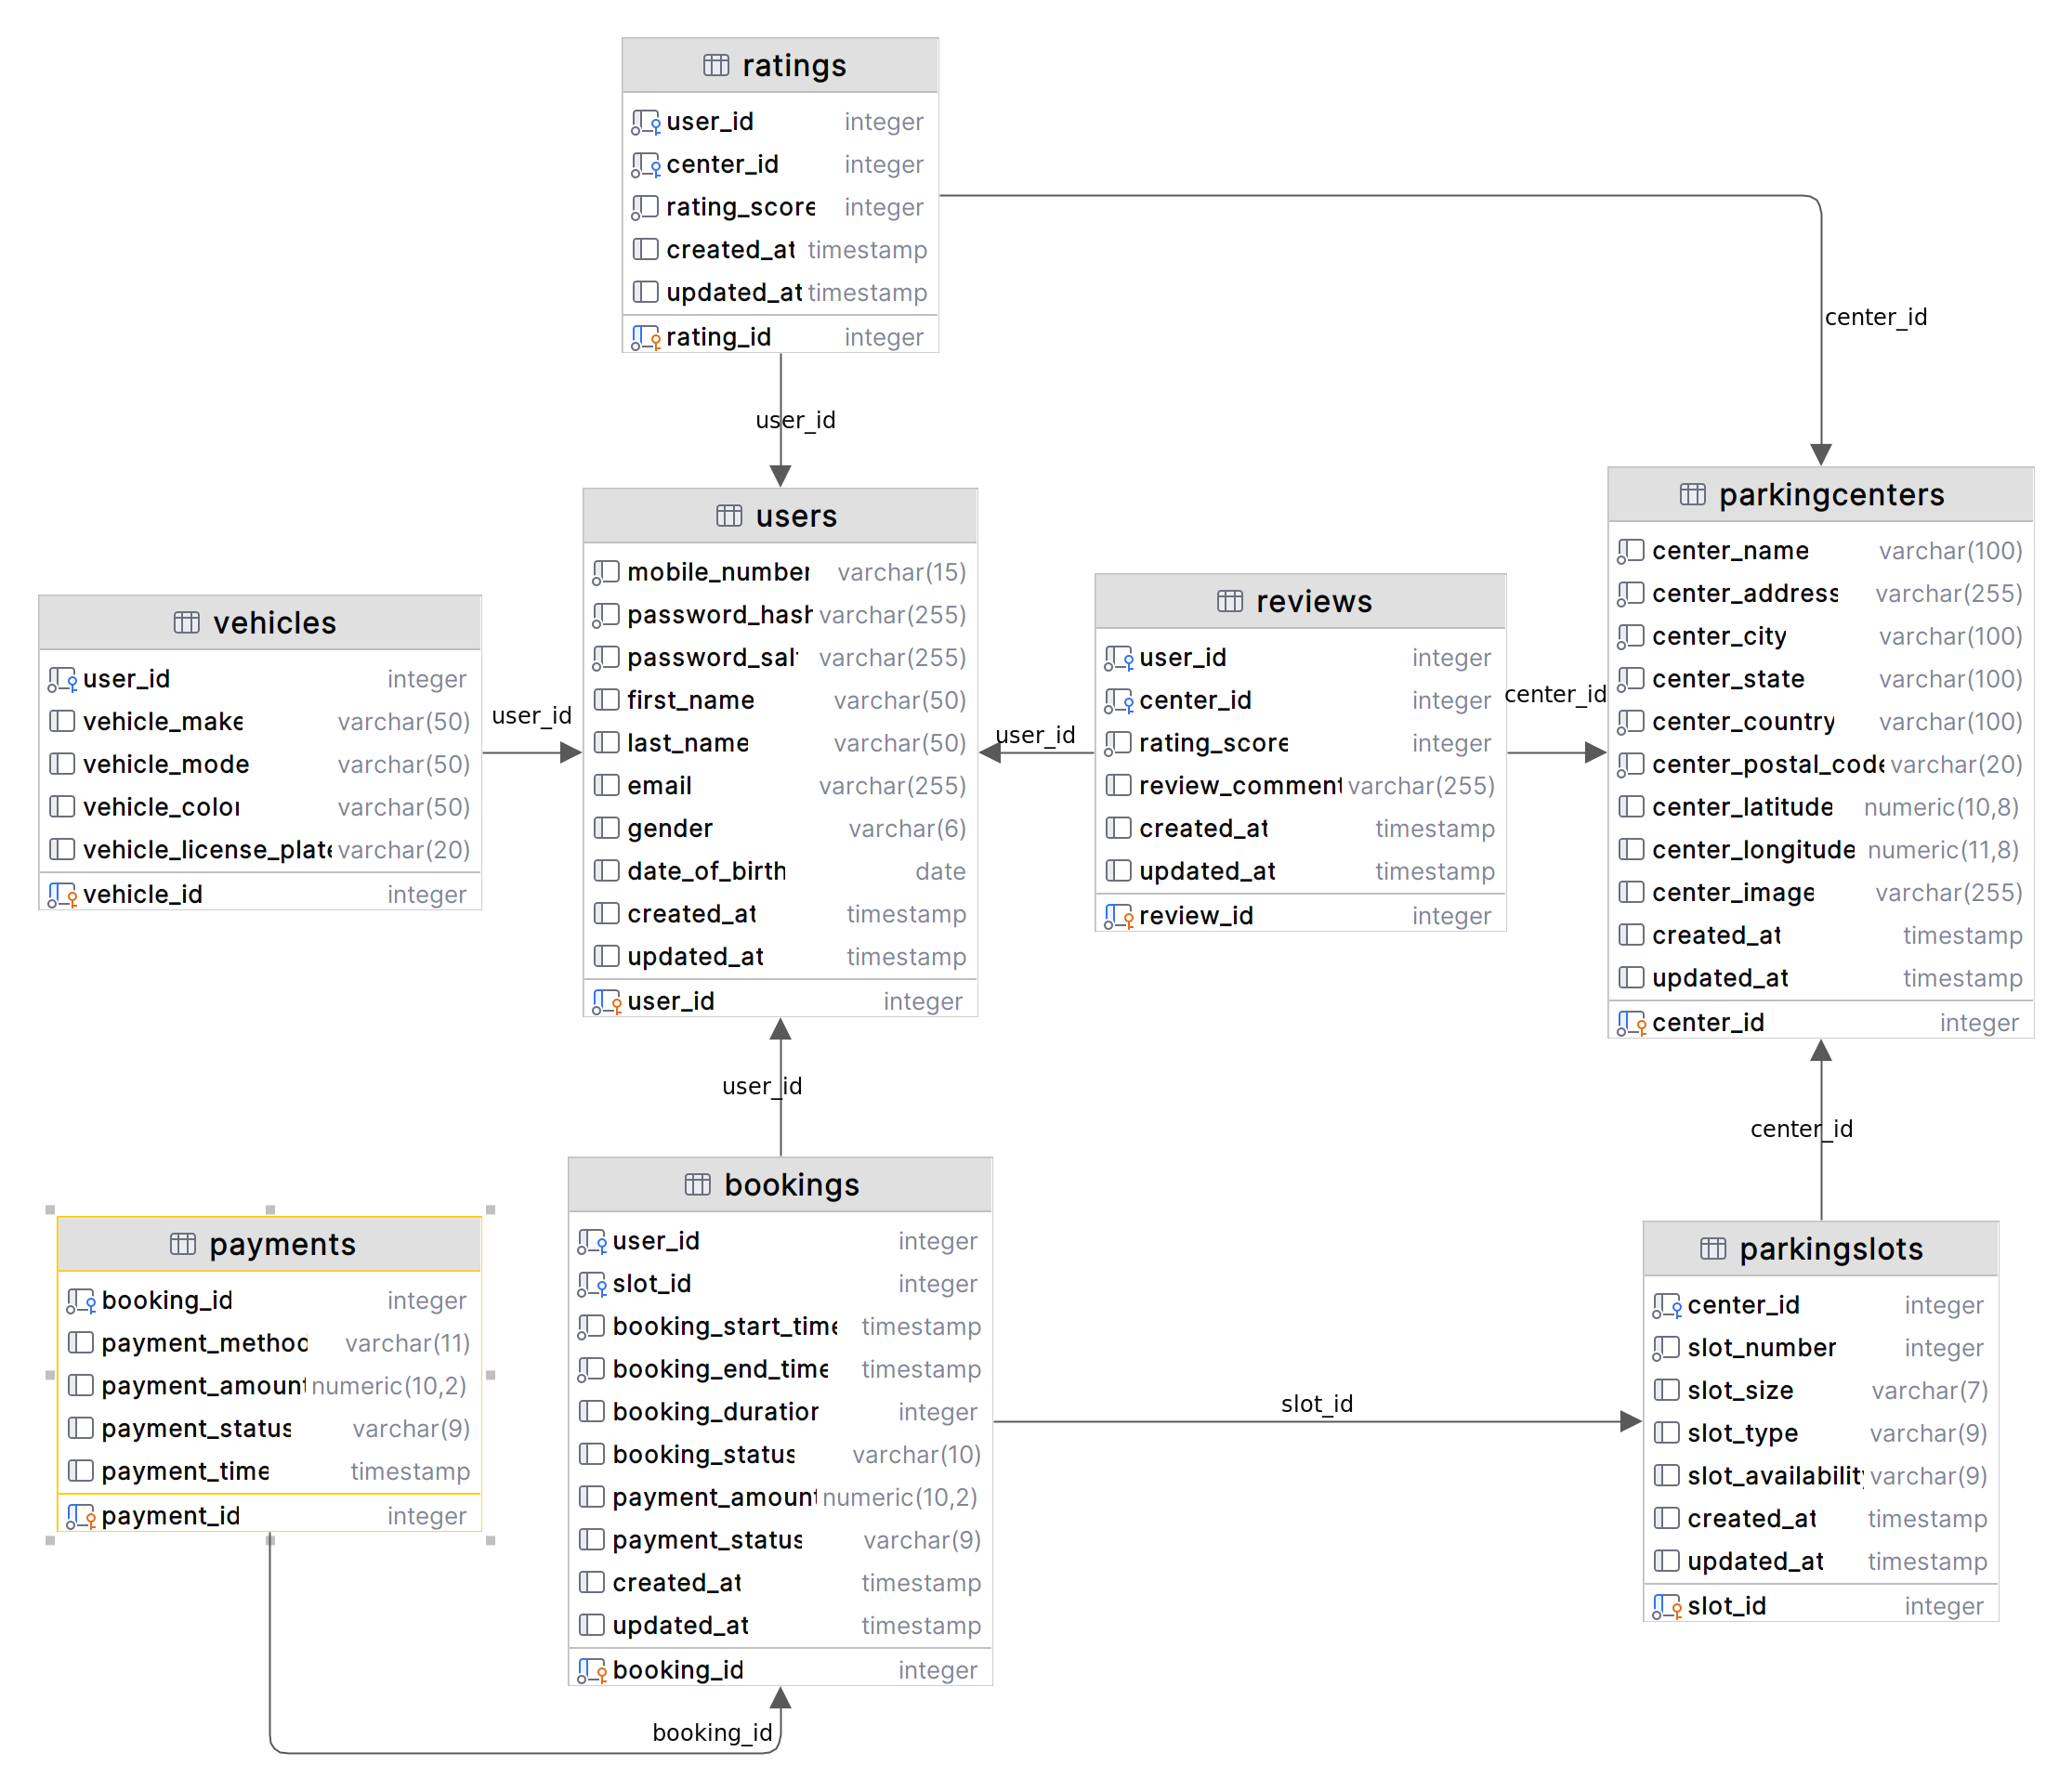 ratings
user_id integer
center_id integer
rating_score integer
created_at timestamp
updated_at timestamp
rating_id integer
center_id
user_id
users
mobile_number varchar(15)
password_hash varchar(255)
password_salt varchar(255)
first_name varchar(50)
last_name varchar(50)
email varchar(255)
gender varchar(6)
date_of_birth date
created_at timestamp
updated_at timestamp
user_id integer
parkingcenters
center_name varchar(100)
center_address varchar(255)
center_city varchar(100)
center_state varchar(100)
center_country varchar(100)
center_postal_code varchar(20)
center_latitude numeric(10,8)
center_longitude numeric(11,8)
center_image varchar(255)
created_at timestamp
updated_at timestamp
center_id integer
vehicles
user_id integer
vehicle_make varchar(50)
vehicle_mode varchar(50)
vehicle_color varchar(50)
vehicle_license_plate varchar(20)
vehicle_id integer
user_id
reviews
user_id integer
center_id integer
rating_score integer
review_comment varchar(255)
created_at timestamp
updated_at timestamp
review_id integer
user_id
center_id
user_id
center_id
bookings
user_id integer
slot_id integer
booking_start_time timestamp
booking_end_time timestamp
booking_duration integer
booking_status varchar(10)
payment_amount numeric(10,2)
payment_status varchar(9)
created_at timestamp
updated_at timestamp
booking_id integer
payments
booking_id integer
payment_method varchar(11)
payment_amount numeric(10,2)
payment_status varchar(9)
payment_time timestamp
payment_id integer
booking_id
slot_id
parkingslots
center_id integer
slot_number integer
slot_size varchar(7)
slot_type varchar(9)
slot_availability varchar(9)
created_at timestamp
updated_at timestamp
slot_id integer